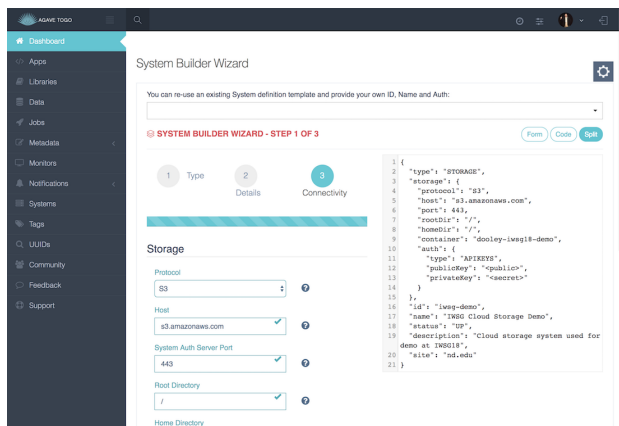 AGAVE TOGO
Dashboard
Apps
Libraries
Data
Jobs
Metadata
Monitors
Notifications
Systems
Tags
UUIDs
Community
Feedback
Support
System Builder Wizard
You can re-use an existing System definition template and provide your own ID, Name and Auth:
SYSTEM BUILDER WIZARD - STEP 1 OF 3
Form Code Split
1 Type
2 Details
3 Connectivity
Storage
Protocol
S3
Host
s3.amazonaws.com
System Auth Server Port
443
Root Directory
/
Home Directory
1 {
2 "type": "STORAGE",
3 "storage": {
4 "protocol": "S3",
5 "host": "s3.amazonaws.com",
6 "port": 443,
7 "rootDir": "/",
8 "homeDir": "/",
9 "container": "dooley-iwsg18-demo",
10 "auth": {
11 "type": "APIKEYS",
12 "publicKey": "<public>",
13 "privateKey": "<secret>"
14 }
15 },
16 "id": "iwsg-demo",
17 "name": "IWSG Cloud Storage Demo",
18 "status": "UP",
19 "description": "Cloud storage system used for
demo at IWSG18",
20 "site": "nd.edu"
21 }